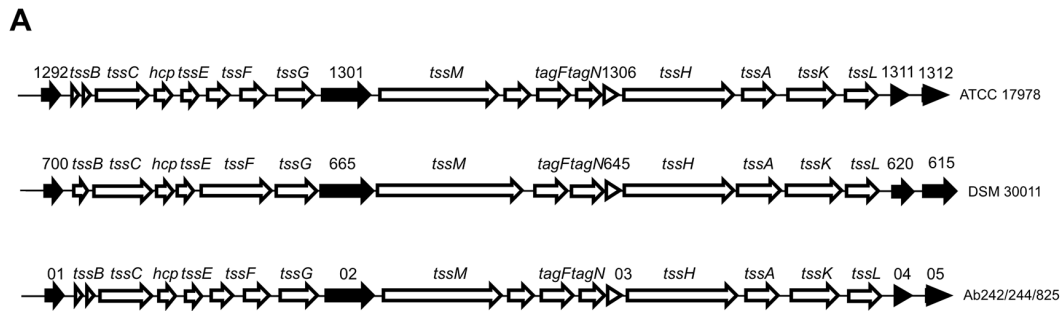 A
1292 tssB tssC hcp tssE tssF tssG 1301 tssM tagF tagN 1306 tssH tssA tssK tssL 1311 1312
ATCC 17978
700 tssB tssC hcp tssE tssF tssG 665 tssM tagF tagN 645 tssH tssA tssK tssL 620 615
DSM 30011
01 tssB tssC hcp tssE tssF tssG 02 tssM tagF tagN 03 tssH tssA tssK tssL 04 05
Ab242/244/825